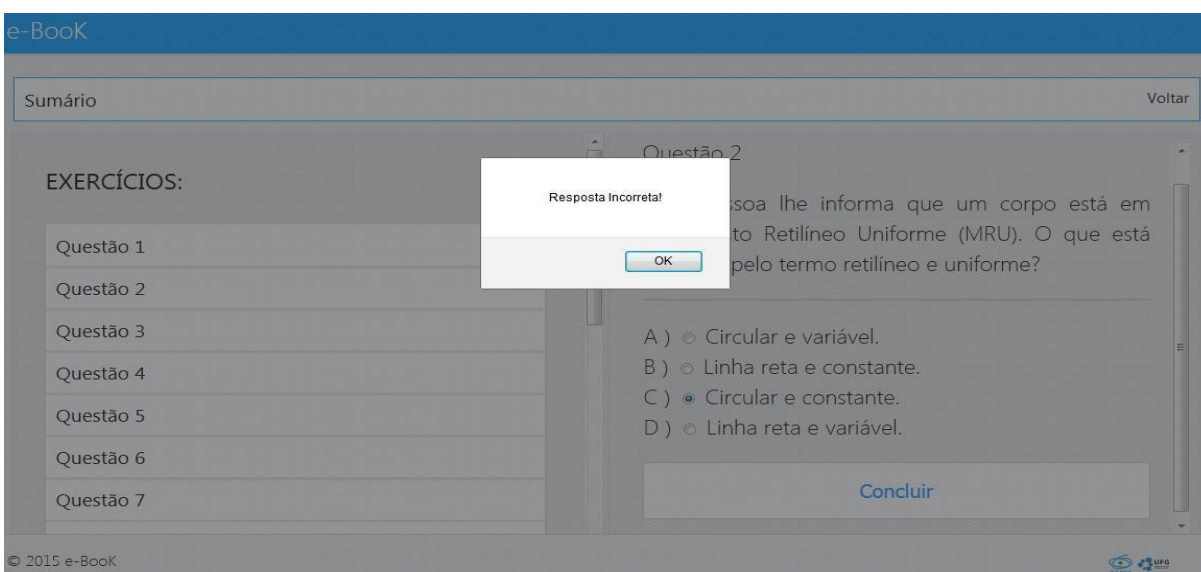 e-BooK
Sumário
Voltar
EXERCÍCIOS:
Questão 1
Questão 2
Questão 3
Questão 4
Questão 5
Questão 6
Questão 7
Resposta Incorreta!
OK
Questão 2
ssoa lhe informa que um corpo está em
to Retilíneo Uniforme (MRU). O que está
pelo termo retilíneo e uniforme?
A ) Circular e variável.
B ) Linha reta e constante.
C ) Circular e constante.
D ) Linha reta e variável.
Concluir
© 2015 e-BooK
UFG